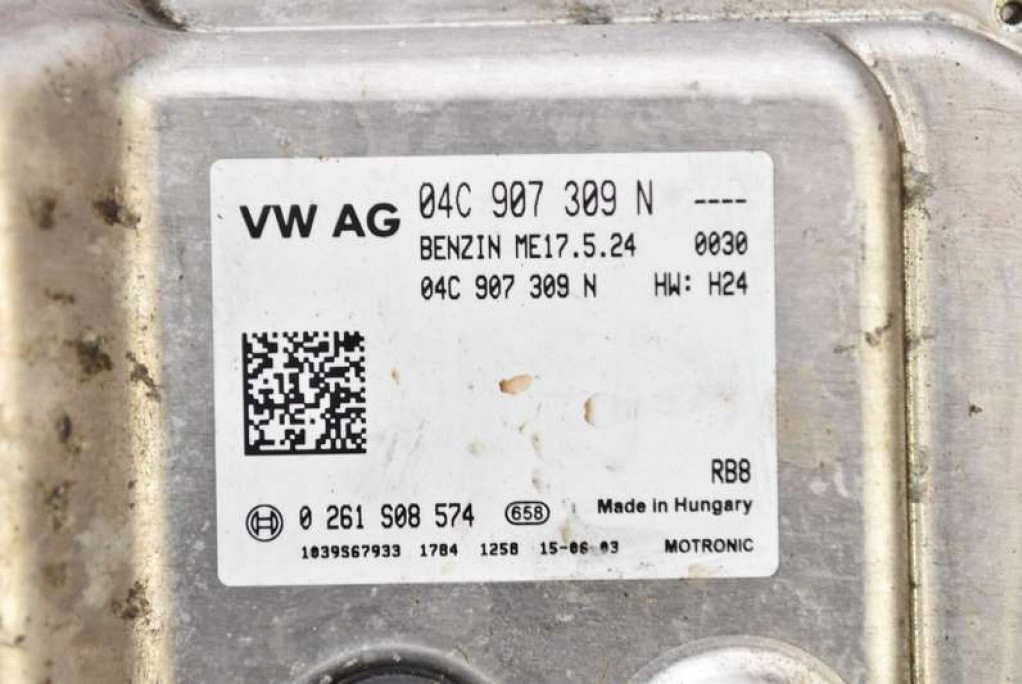 VW AG 04C 907 309 N ----
BENZIN ME17.5.24 0030
04C 907 309 N HW: H24
RB8
0 261 S08 574 658 Made in Hungary
1039S67933 1784 1258 15-06 03 MOTRONIC